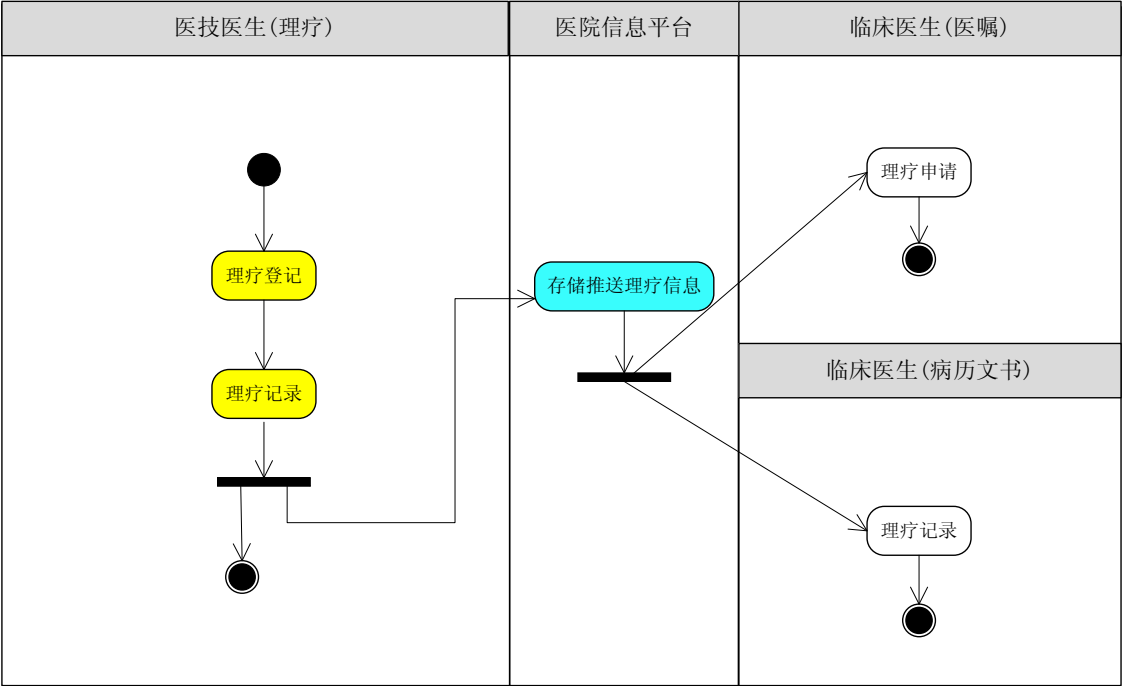 医技医生(理疗)
医院信息平台
临床医生(医嘱)
理疗申请
理疗登记
存储推送理疗信息
临床医生(病历文书)
理疗记录
理疗记录